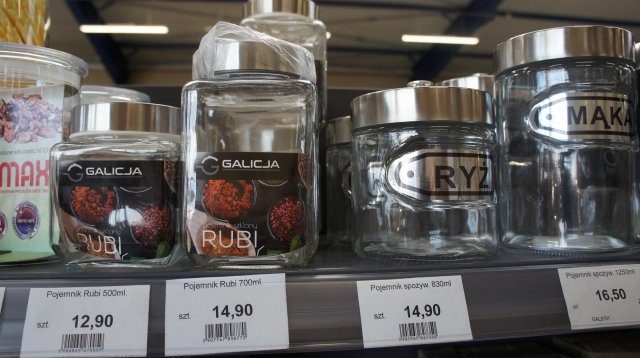 MAX
GALICJA
RUBI
GALICJA
RUBI
RYŻ
MĄKA
Pojemnik Rubi 500ml.
szt. 12,90
Pojemnik Rubi 700ml.
szt. 14,90
Pojemnik spożyw. 830ml
szt. 14,90
Pojemnik spożyw. 1250ml
szt. 16,50